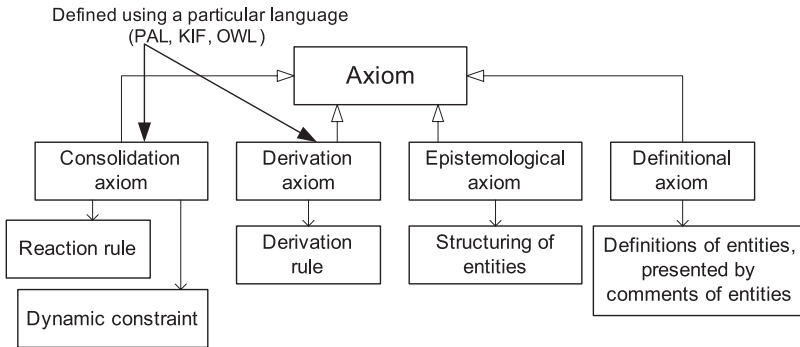 Defined using a particular language
(PAL, KIF, OWL)
Axiom
Consolidation
axiom
Derivation
axiom
Epistemological
axiom
Definitional
axiom
Reaction rule
Derivation
rule
Structuring of
entities
Definitions of entities,
presented by
comments of entities
Dynamic constraint